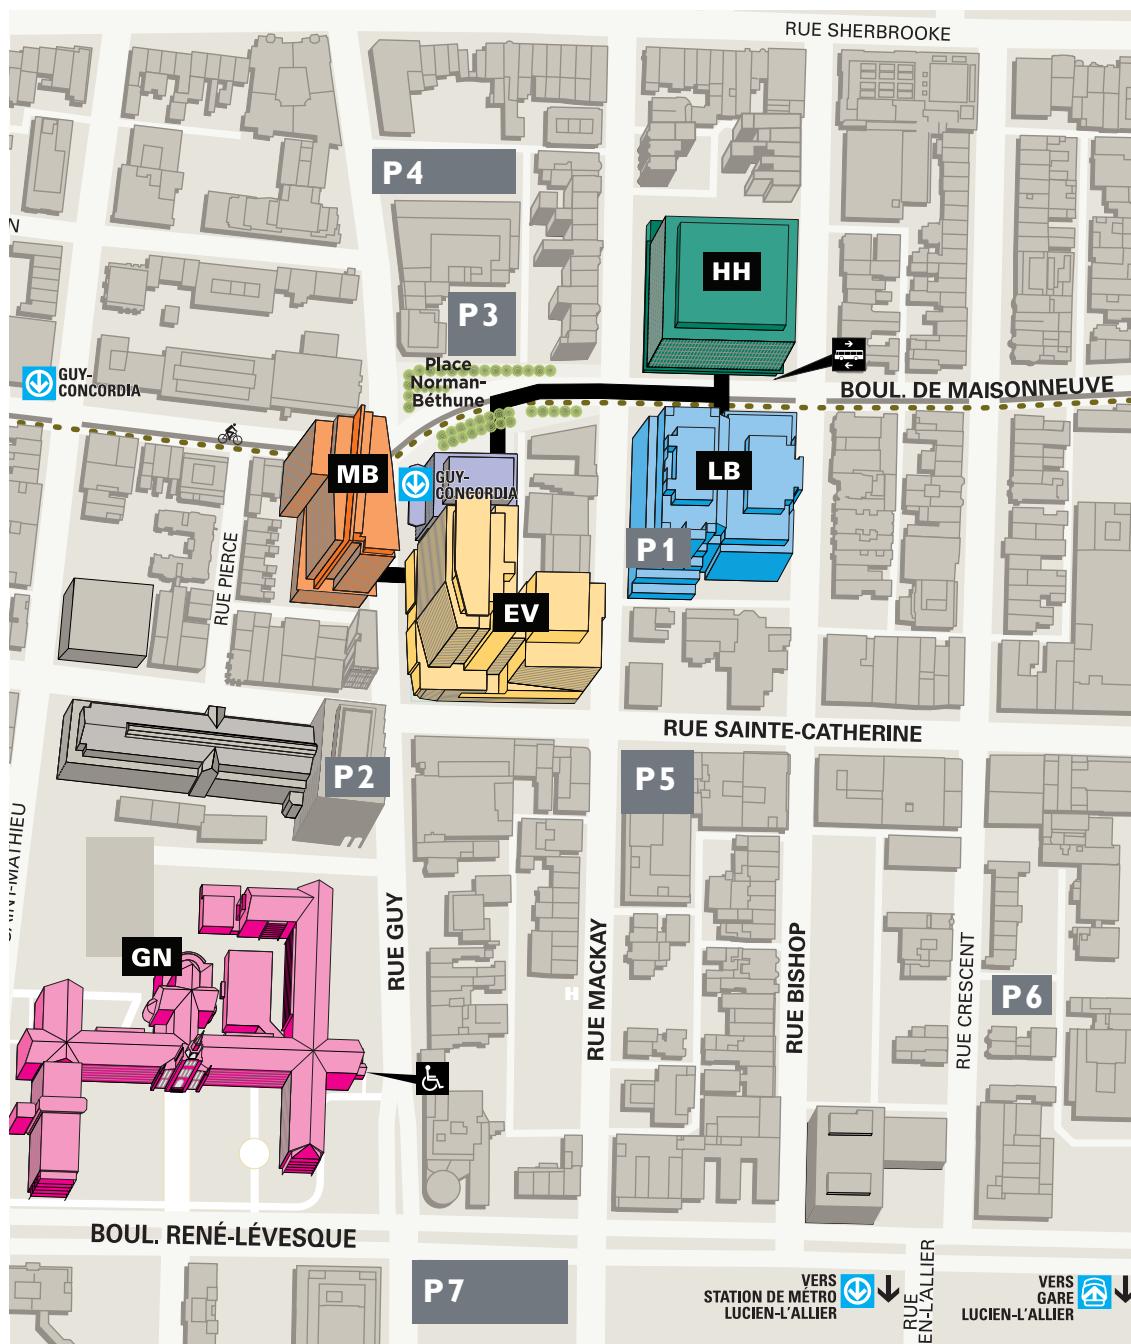 RUE SHERBROOKE
P4
N
HH
P3
Place
Norman-
Béthune
GUY-
CONCORDIA
BOUL. DE MAISONNEUVE
MB
LB
GUY-
CONCORDIA
P1
RUE PIERCE
EV
RUE SAINTE-CATHERINE
P2
P5
RUE GUY
RUE MACKAY
RUE BISHOP
RUE CRESCENT
GN
P6
H
BOUL. RENÉ-LÉVESQUE
P7
VERS
STATION DE MÉTRO
LUCIEN-L'ALLIER
RUE
EN-L'ALLIER
VERS
GARE
LUCIEN-L'ALLIER